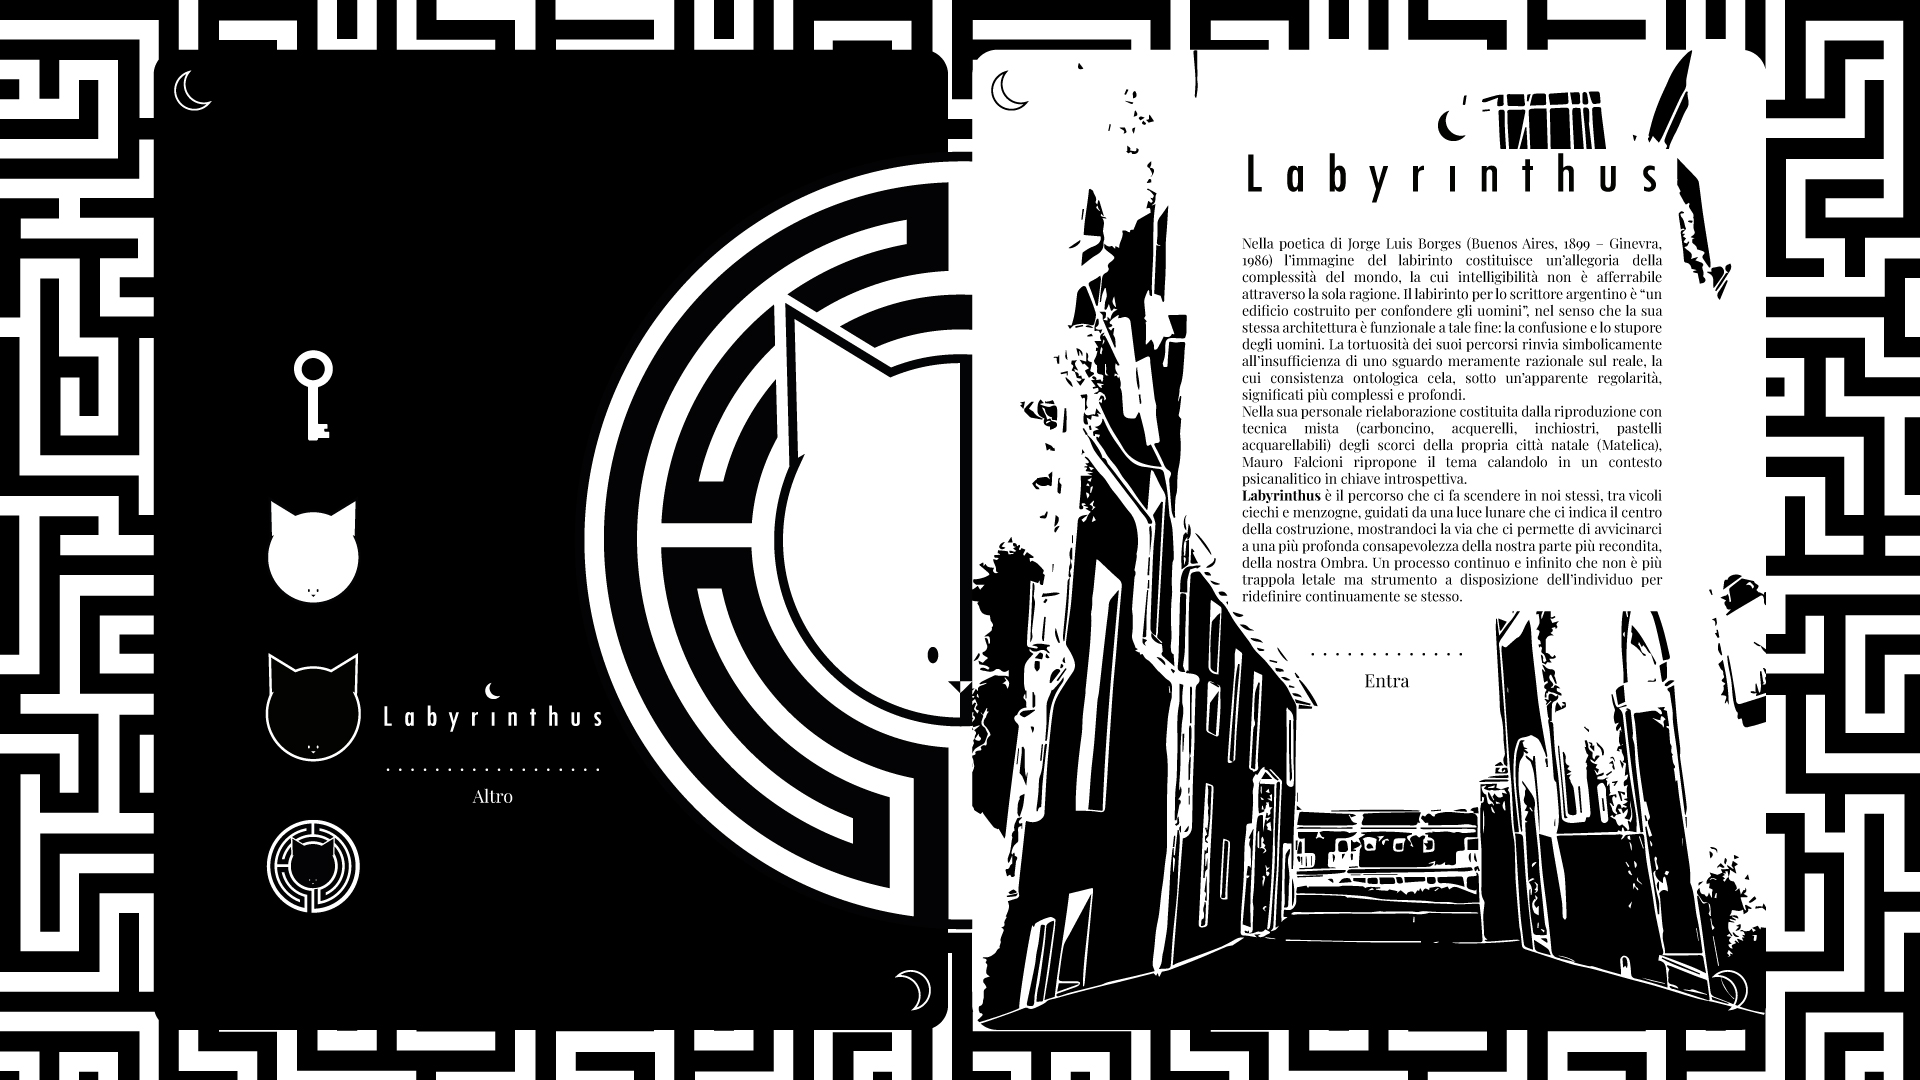 Labyrınthus
Altro
Labyrınthus
Nella poetica di Jorge Luis Borges (Buenos Aires, 1899 – Ginevra,
1986) l’immagine del labirinto costituisce un’allegoria della
complessità del mondo, la cui intelligibilità non è afferrabile
attraverso la sola ragione. Il labirinto per lo scrittore argentino è “un
edificio costruito per confondere gli uomini”, nel senso che la sua
stessa architettura è funzionale a tale fine: la confusione e lo stupore
degli uomini. La tortuosità dei suoi percorsi rinvia simbolicamente
all’insufficienza di uno sguardo meramente razionale sul reale, la
cui consistenza ontologica cela, sotto un’apparente regolarità,
significati più complessi e profondi.
Nella sua personale rielaborazione costituita dalla riproduzione con
tecnica mista (carboncino, acquerelli, inchiostri, pastelli
acquarellabili) degli scorci della propria città natale (Matelica),
Mauro Falcioni ripropone il tema calandolo in un contesto
psicanalitico in chiave introspettiva.
Labyrinthus è il percorso che ci fa scendere in noi stessi, tra vicoli
ciechi e menzogne, guidati da una luce lunare che ci indica il centro
della costruzione, mostrandoci la via che ci permette di avvicinarci
a una più profonda consapevolezza della nostra parte più recondita,
della nostra Ombra. Un processo continuo e infinito che non è più
trappola letale ma strumento a disposizione dell’individuo per
ridefinire continuamente se stesso.
Entra